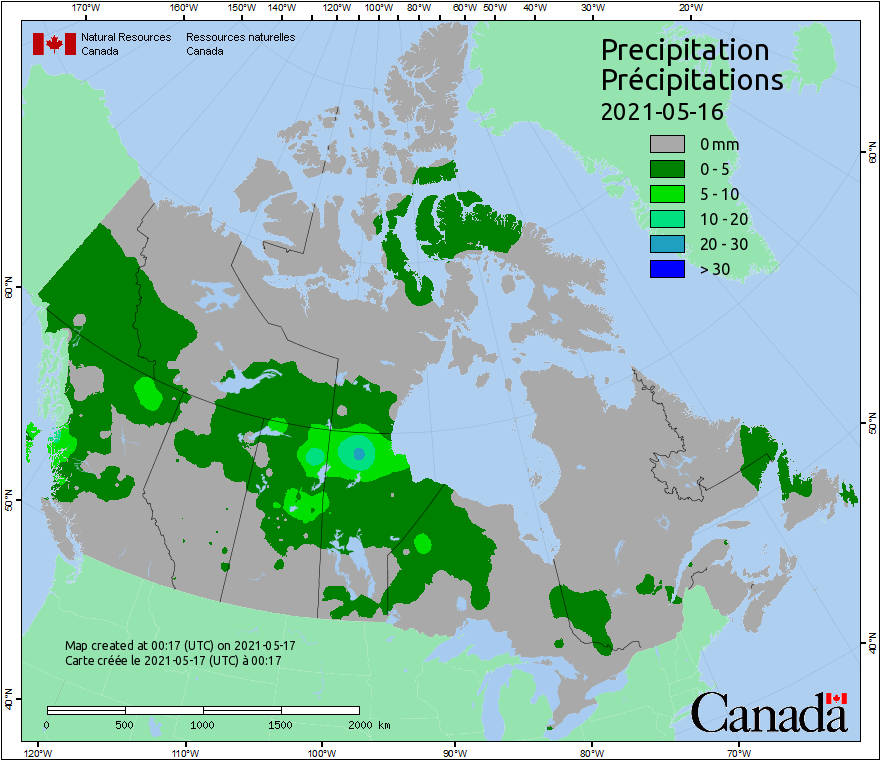 170°W 160°W 150°W 140°W 130°W 120°W 110°W 100°W 90°W 80°W 60°W 50°W 40°W 30°W 20°W
Natural Resources Ressources naturelles
Canada Canada
Precipitation
Précipitations
2021-05-16
0 mm
0 - 5
5 - 10
10 - 20
20 - 30
> 30
60°N 60°N
50°N 50°N
40°N 40°N
Map created at 00:17 (UTC) on 2021-05-17
Carte créée le 2021-05-17 (UTC) à 00:17
0 500 1000 1500 2000 km
Canada
120°W 110°W 100°W 90°W 80°W 70°W